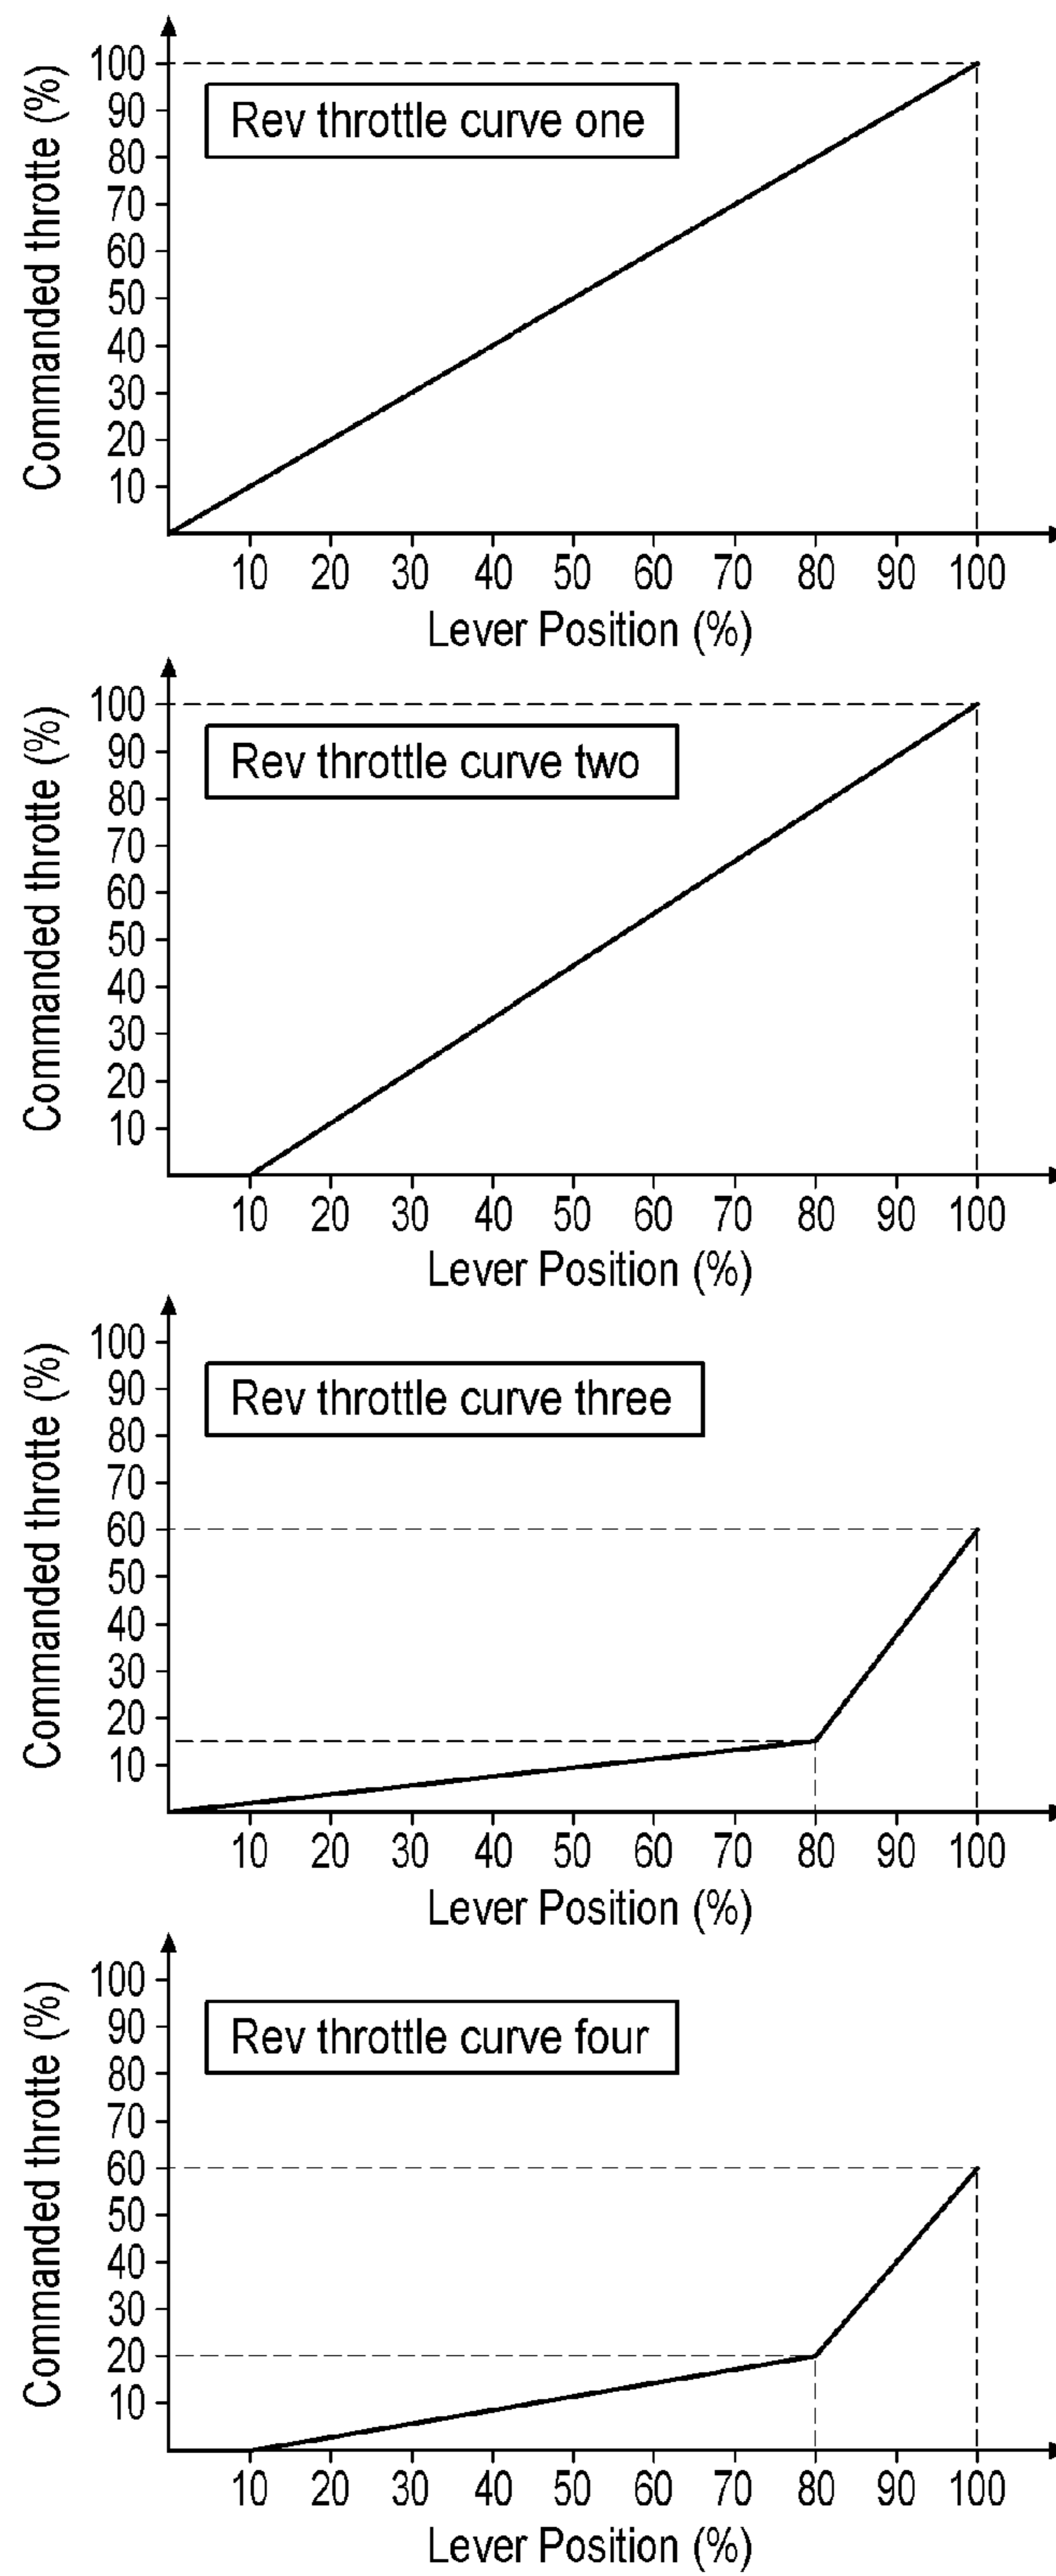 Commanded throtte (%)
100
90
80
70
60
50
40
30
20
10
Rev throttle curve one
10 20 30 40 50 60 70 80 90 100
Lever Position (%)
Commanded throtte (%)
100
90
80
70
60
50
40
30
20
10
Rev throttle curve two
10 20 30 40 50 60 70 80 90 100
Lever Position (%)
Commanded throtte (%)
100
90
80
70
60
50
40
30
20
10
Rev throttle curve three
10 20 30 40 50 60 70 80 90 100
Lever Position (%)
Commanded throtte (%)
100
90
80
70
60
50
40
30
20
10
Rev throttle curve four
10 20 30 40 50 60 70 80 90 100
Lever Position (%)